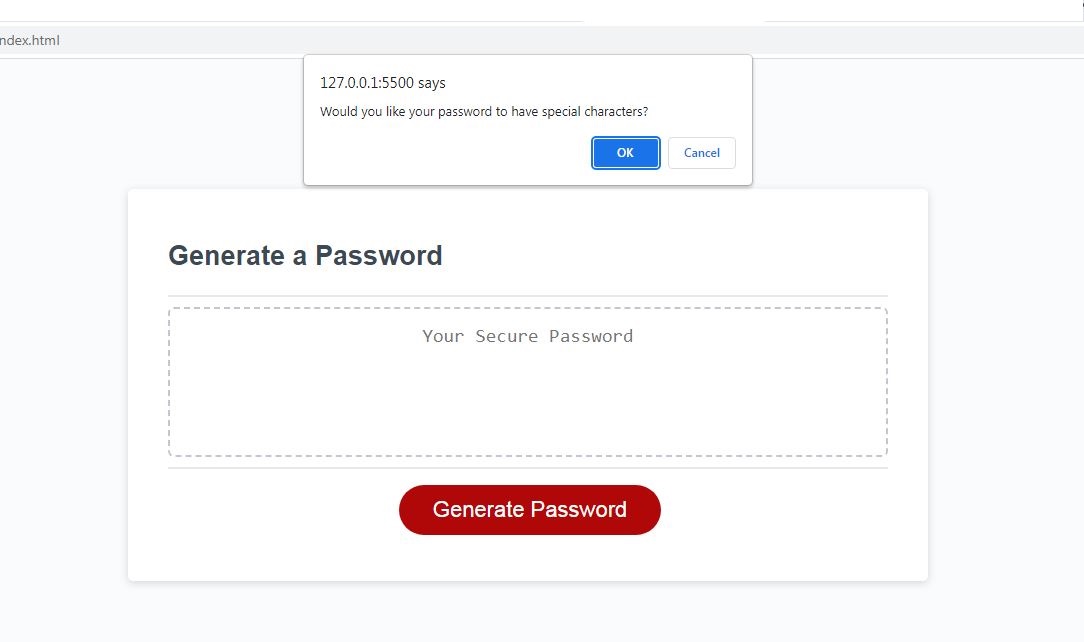 ndex.html
127.0.0.1:5500 says
Would you like your password to have special characters?
OK Cancel
Generate a Password
Your Secure Password
Generate Password